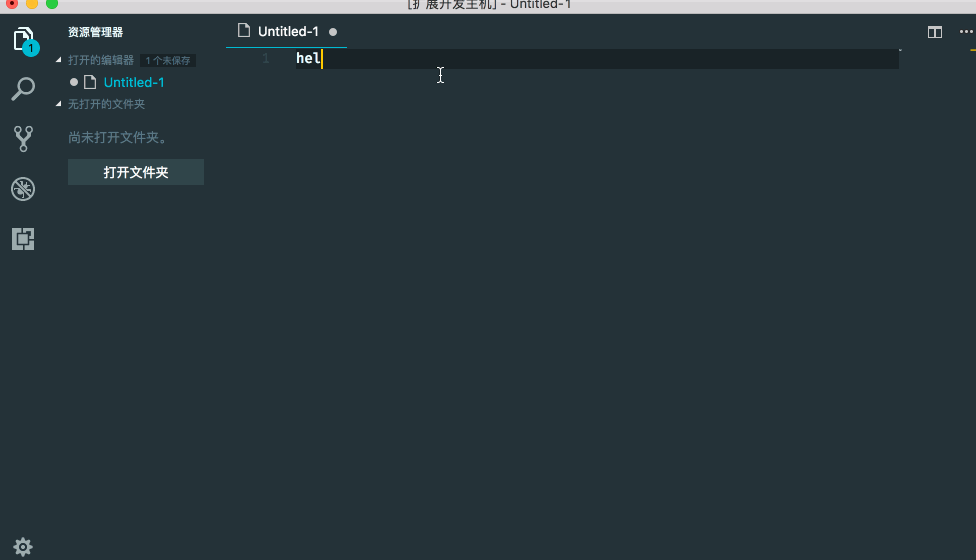 [扩展开发主机] - Untitled-1
资源管理器
打开的编辑器 1 个未保存
Untitled-1
无打开的文件夹
尚未打开文件夹。
打开文件夹
1
Untitled-1
1
hel